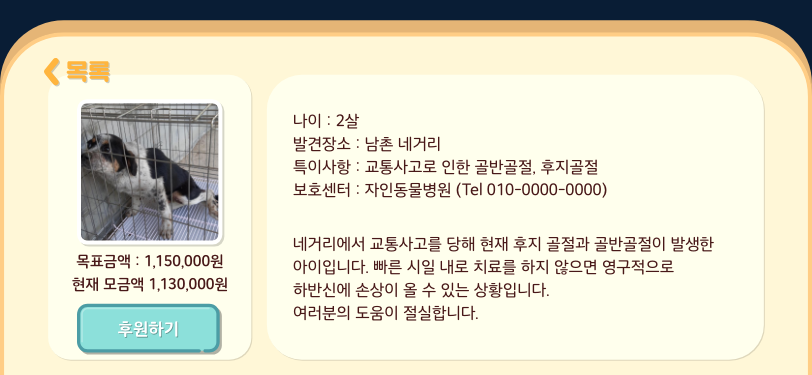 목록
목표금액 : 1,150,000원
현재 모금액 1,130,000원
후원하기
나이 : 2살
발견장소 : 남촌 네거리
특이사항 : 교통사고로 인한 골반골절, 후지골절
보호센터 : 자인동물병원 (Tel 010-0000-0000)
네거리에서 교통사고를 당해 현재 후지 골절과 골반골절이 발생한
아이입니다. 빠른 시일 내로 치료를 하지 않으면 영구적으로
하반신에 손상이 올 수 있는 상황입니다.
여러분의 도움이 절실합니다.